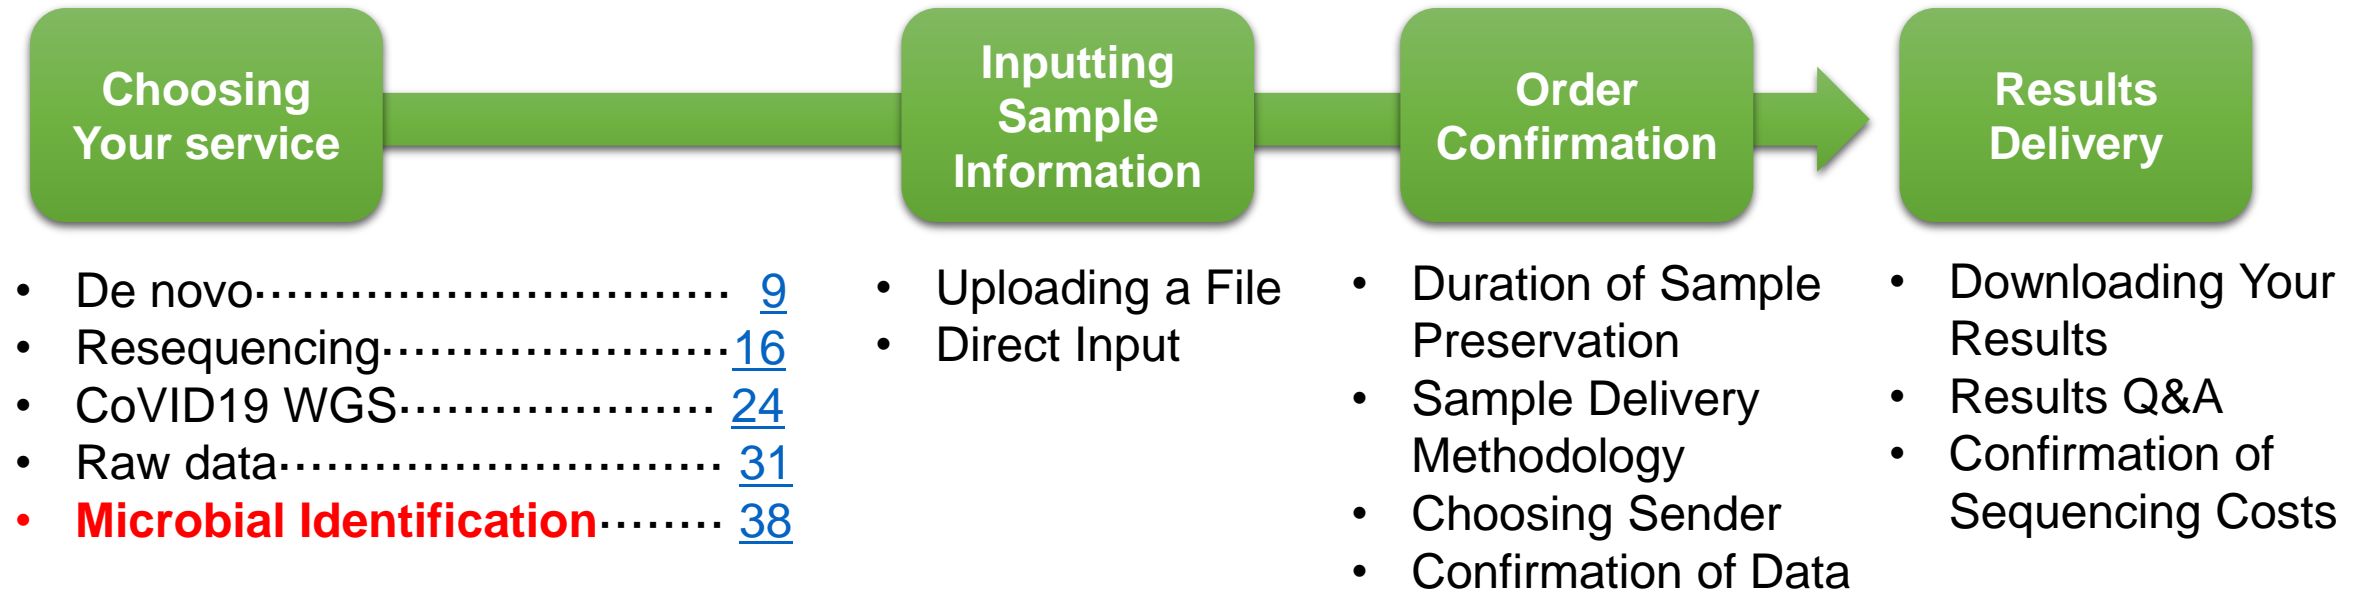 Choosing
Your service
Inputting
Sample
Information
Order
Confirmation
Results
Delivery
• De novo······························ 9
• Resequencing······················16
• CoVID19 WGS···················· 24
• Raw data···························· 31
• Microbial Identification········ 38
• Uploading a File
• Direct Input
• Duration of Sample
Preservation
• Sample Delivery
Methodology
• Choosing Sender
• Confirmation of Data
• Downloading Your
Results
• Results Q&A
• Confirmation of
Sequencing Costs